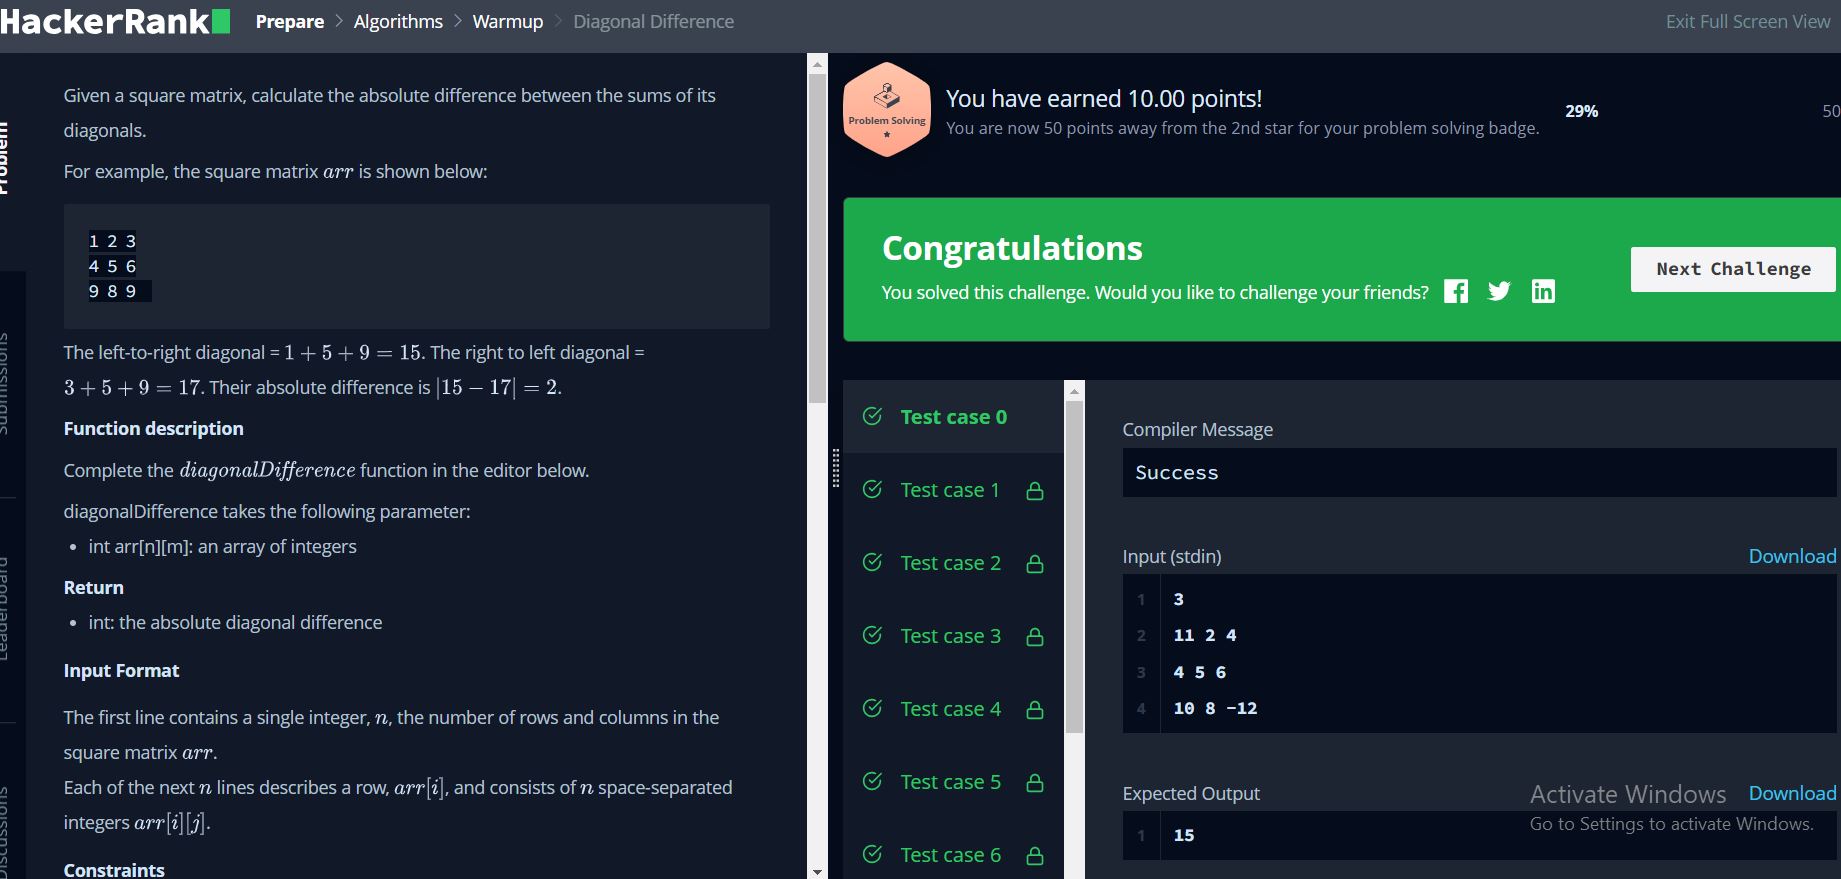 HackerRank
Prepare > Algorithms > Warmup > Diagonal Difference
Exit Full Screen View
Problem
Submissions
Leaderboard
Discussions
Given a square matrix, calculate the absolute difference between the sums of its
diagonals.
For example, the square matrix arr is shown below:
1 2 3
4 5 6
9 8 9
The left-to-right diagonal = 1 + 5 + 9 = 15. The right to left diagonal =
3 + 5 + 9 = 17. Their absolute difference is |15 − 17| = 2.
Function description
Complete the diagonalDifference function in the editor below.
diagonalDifference takes the following parameter:
• int arr[n][m]: an array of integers
Return
• int: the absolute diagonal difference
Input Format
The first line contains a single integer, n, the number of rows and columns in the
square matrix arr.
Each of the next n lines describes a row, arr[i], and consists of n space-separated
integers arr[i][j].
Constraints
Problem Solving
You have earned 10.00 points!
You are now 50 points away from the 2nd star for your problem solving badge.
29%
50
Congratulations
You solved this challenge. Would you like to challenge your friends?
Next Challenge
Test case 0
Test case 1
Test case 2
Test case 3
Test case 4
Test case 5
Test case 6
Compiler Message
Success
Input (stdin)
Download
1 3
2 11 2 4
3 4 5 6
4 10 8 -12
Expected Output
Download
1 15
Activate Windows
Go to Settings to activate Windows.